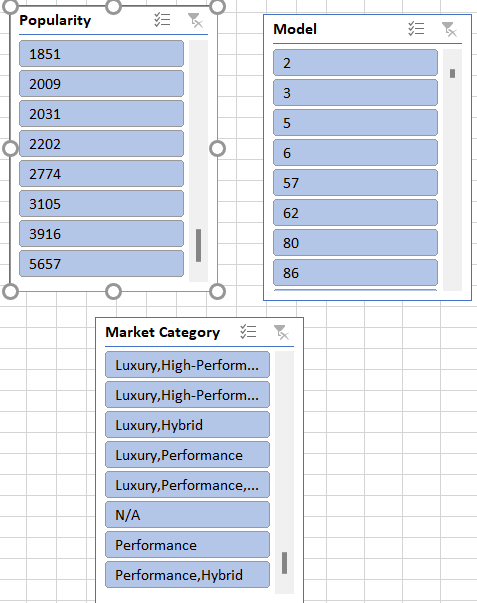 Popularity
1851
2009
2031
2202
2774
3105
3916
5657
Model
2
3
5
6
57
62
80
86
Market Category
Luxury,High-Perform...
Luxury,High-Perform...
Luxury,Hybrid
Luxury,Performance
Luxury,Performance,...
N/A
Performance
Performance,Hybrid